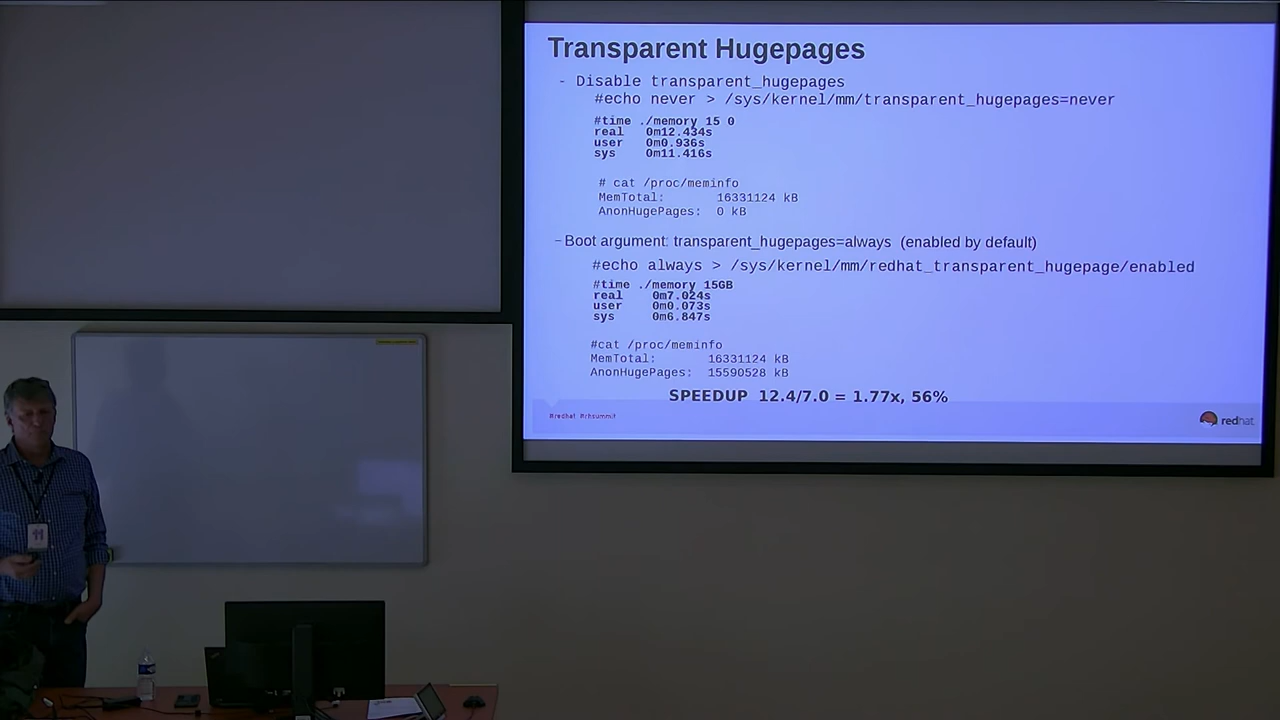 Transparent Hugepages
- Disable transparent_hugepages
#echo never > /sys/kernel/mm/transparent_hugepages=never
#time ./memory 15 0
real 0m12.434s
user 0m0.936s
sys 0m11.416s
# cat /proc/meminfo
MemTotal: 16331124 kB
AnonHugePages: 0 kB
– Boot argument: transparent_hugepages=always (enabled by default)
#echo always > /sys/kernel/mm/redhat_transparent_hugepage/enabled
#time ./memory 15GB
real 0m7.024s
user 0m0.073s
sys 0m6.847s
#cat /proc/meminfo
MemTotal: 16331124 kB
AnonHugePages: 15590528 kB
SPEEDUP 12.4/7.0 = 1.77x, 56%
#redhat #rhsummit
redhat